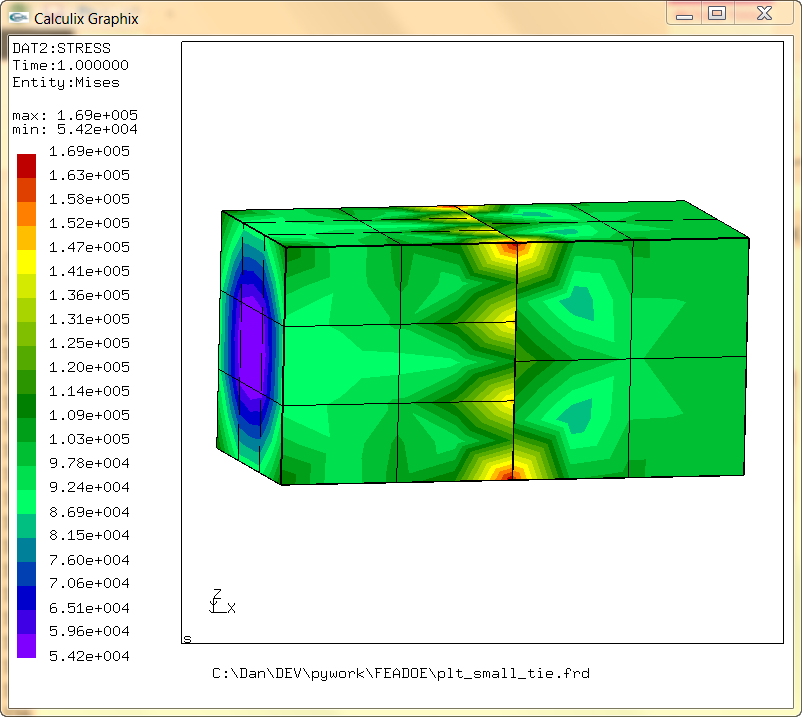 Calculix Graphix
DAT2:STRESS
Time:1.000000
Entity:Mises
max: 1.69e+005
min: 5.42e+004
1.69e+005
1.63e+005
1.58e+005
1.52e+005
1.47e+005
1.41e+005
1.36e+005
1.31e+005
1.25e+005
1.20e+005
1.14e+005
1.09e+005
1.03e+005
9.78e+004
9.24e+004
8.69e+004
8.15e+004
7.60e+004
7.06e+004
6.51e+004
5.96e+004
5.42e+004
Z
X
s
C:\Dan\DEV\pywork\FEADOE\plt_small_tie.frd